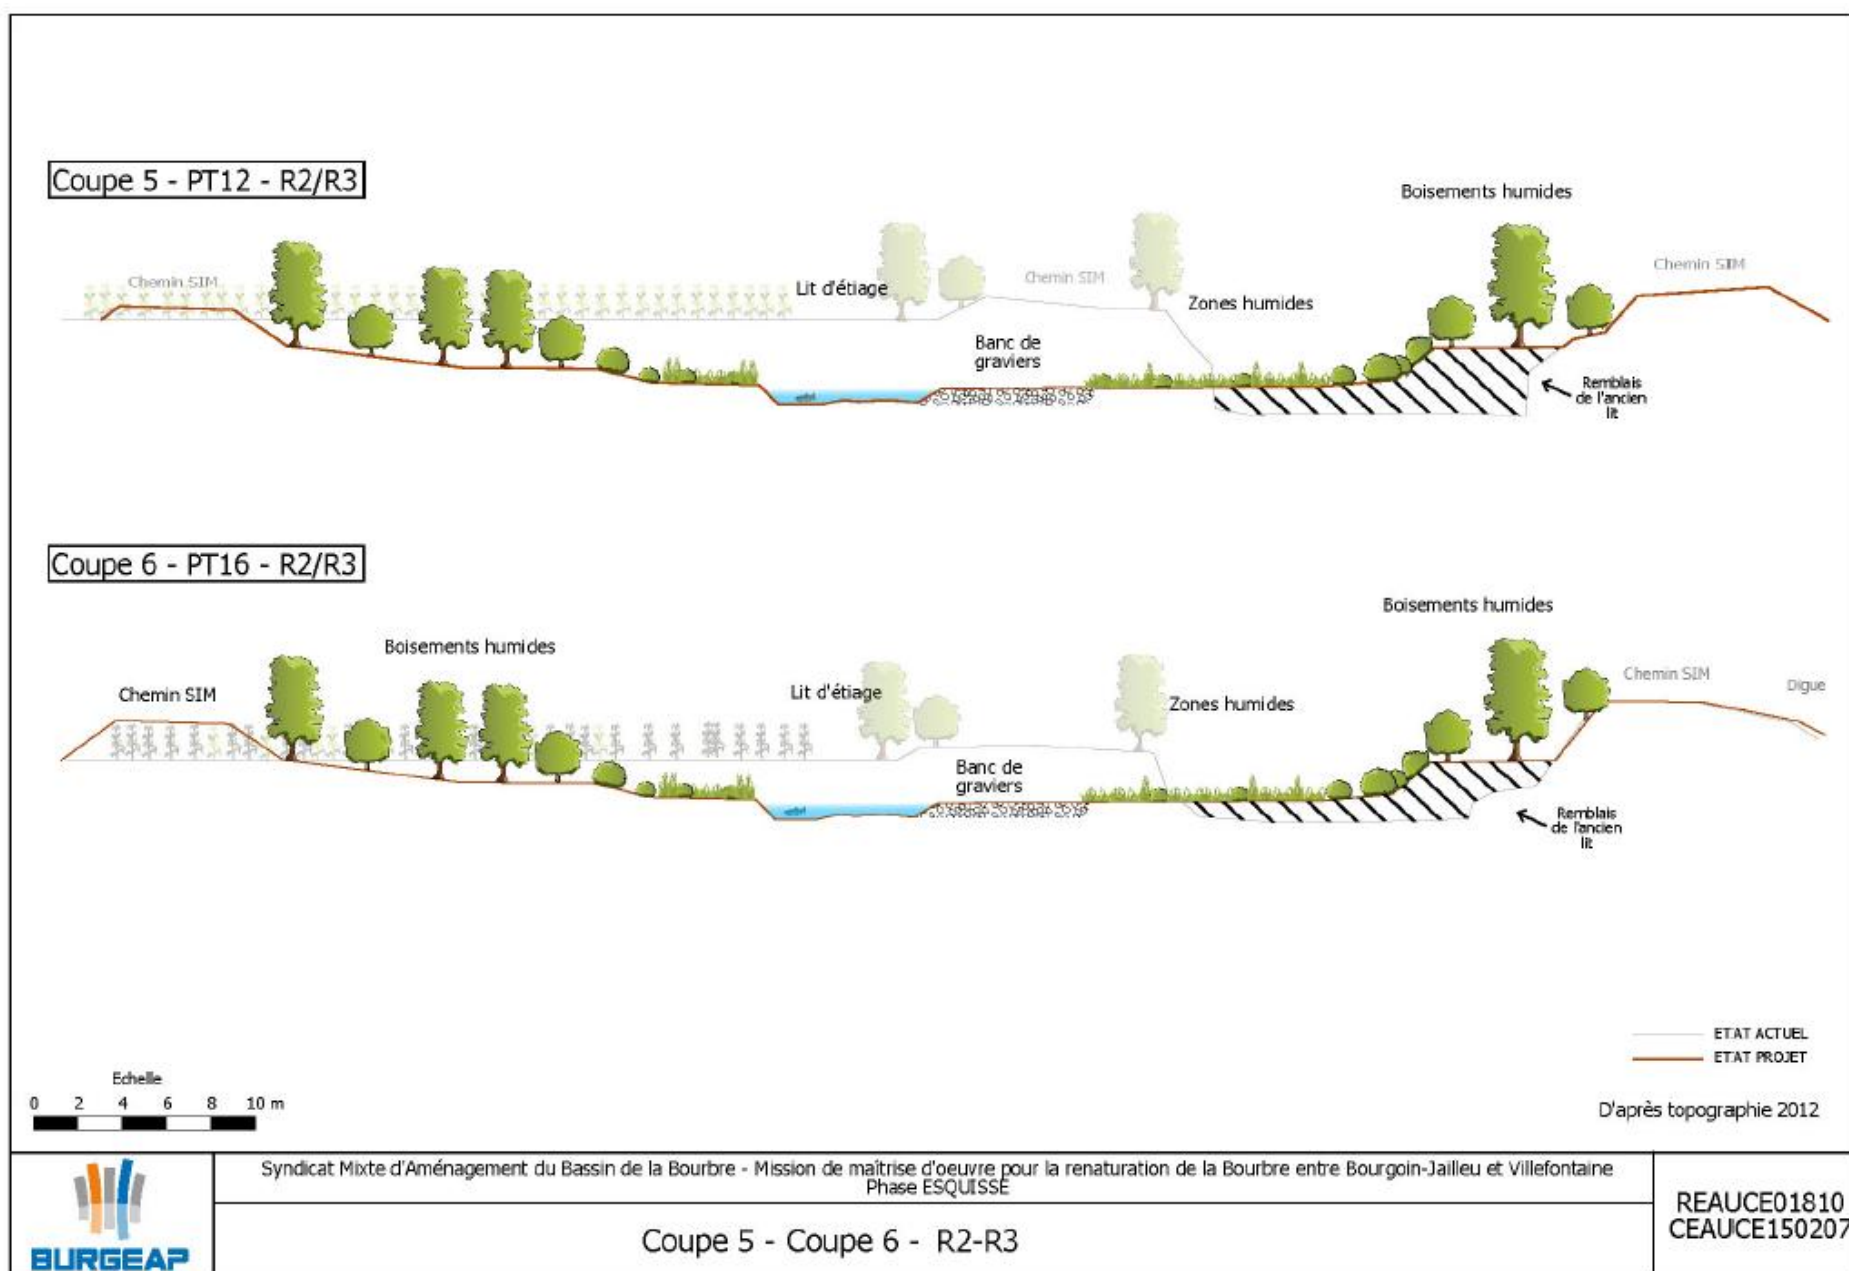 Coupe 5 - PT12 - R2/R3
Boisements humides
Chemin SIM
Lit d'étiage
Chemin SIM
Zones humides
Chemin SIM
Banc de
graviers
Remblais
de l'ancien
lit
Coupe 6 - PT16 - R2/R3
Boisements humides
Boisements humides
Chemin SIM
Lit d'étiage
Zones humides
Chemin SIM
Digue
Banc de
graviers
Remblais
de l'ancien
lit
ETAT ACTUEL
ETAT PROJET
Echelle
0 2 4 6 8 10 m
D'après topographie 2012
Syndicat Mixte d'Aménagement du Bassin de la Bourbre - Mission de maîtrise d'oeuvre pour la renaturation de la Bourbre entre Bourgoin-Jailleu et Villefontaine
Phase ESQUISSE
REAUCE01810
CEAUCE150207
Coupe 5 - Coupe 6 - R2-R3
BURGEAP